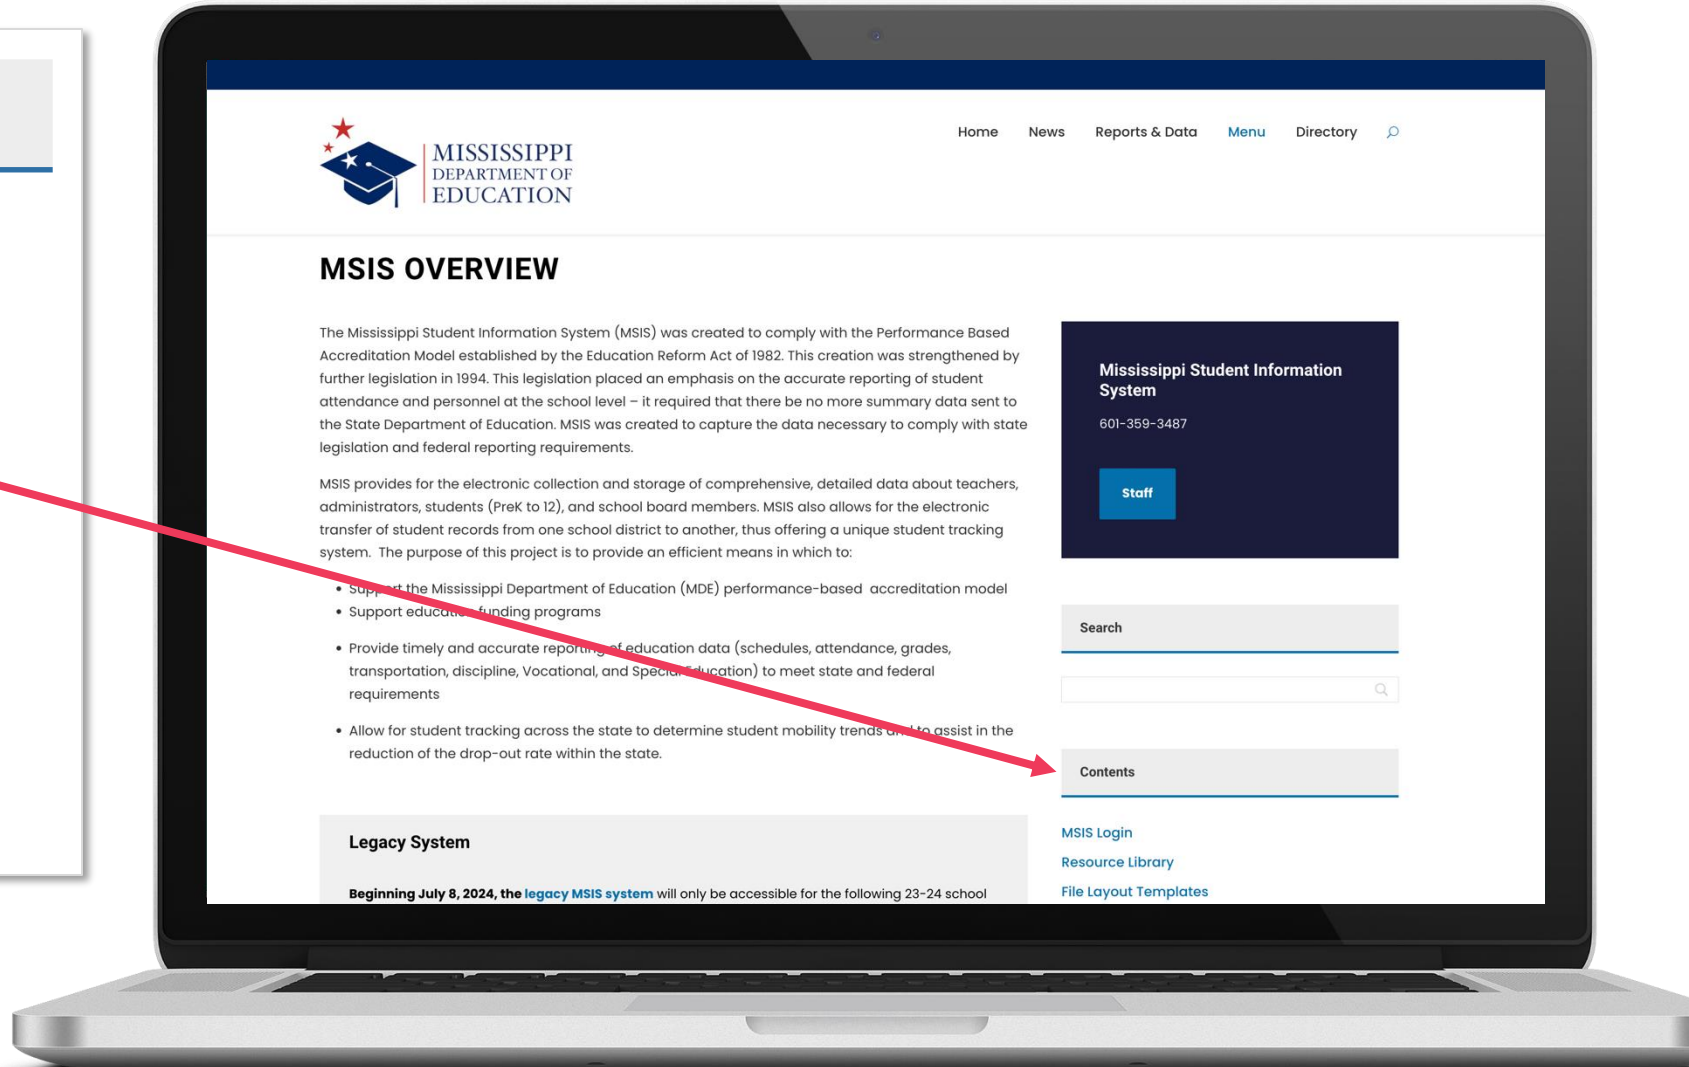 MISSISSIPPI
DEPARTMENT OF
EDUCATION
Home News Reports & Data Menu Directory
MSIS OVERVIEW
The Mississippi Student Information System (MSIS) was created to comply with the Performance Based
Accreditation Model established by the Education Reform Act of 1982. This creation was strengthened by
further legislation in 1994. This legislation placed an emphasis on the accurate reporting of student
attendance and personnel at the school level – it required that there be no more summary data sent to
the State Department of Education. MSIS was created to capture the data necessary to comply with state
legislation and federal reporting requirements.
MSIS provides for the electronic collection and storage of comprehensive, detailed data about teachers,
administrators, students (PreK to 12), and school board members. MSIS also allows for the electronic
transfer of student records from one school district to another, thus offering a unique student tracking
system. The purpose of this project is to provide an efficient means in which to:
• Support the Mississippi Department of Education (MDE) performance-based accreditation model
• Support education funding programs
• Provide timely and accurate reporting of education data (schedules, attendance, grades,
transportation, discipline, Vocational, and Special Education) to meet state and federal
requirements
• Allow for student tracking across the state to determine student mobility trends and to assist in the
reduction of the drop-out rate within the state.
Legacy System
Beginning July 8, 2024, the legacy MSIS system will only be accessible for the following 23-24 school
Mississippi Student Information
System
601-359-3487
Staff
Search
Contents
MSIS Login
Resource Library
File Layout Templates